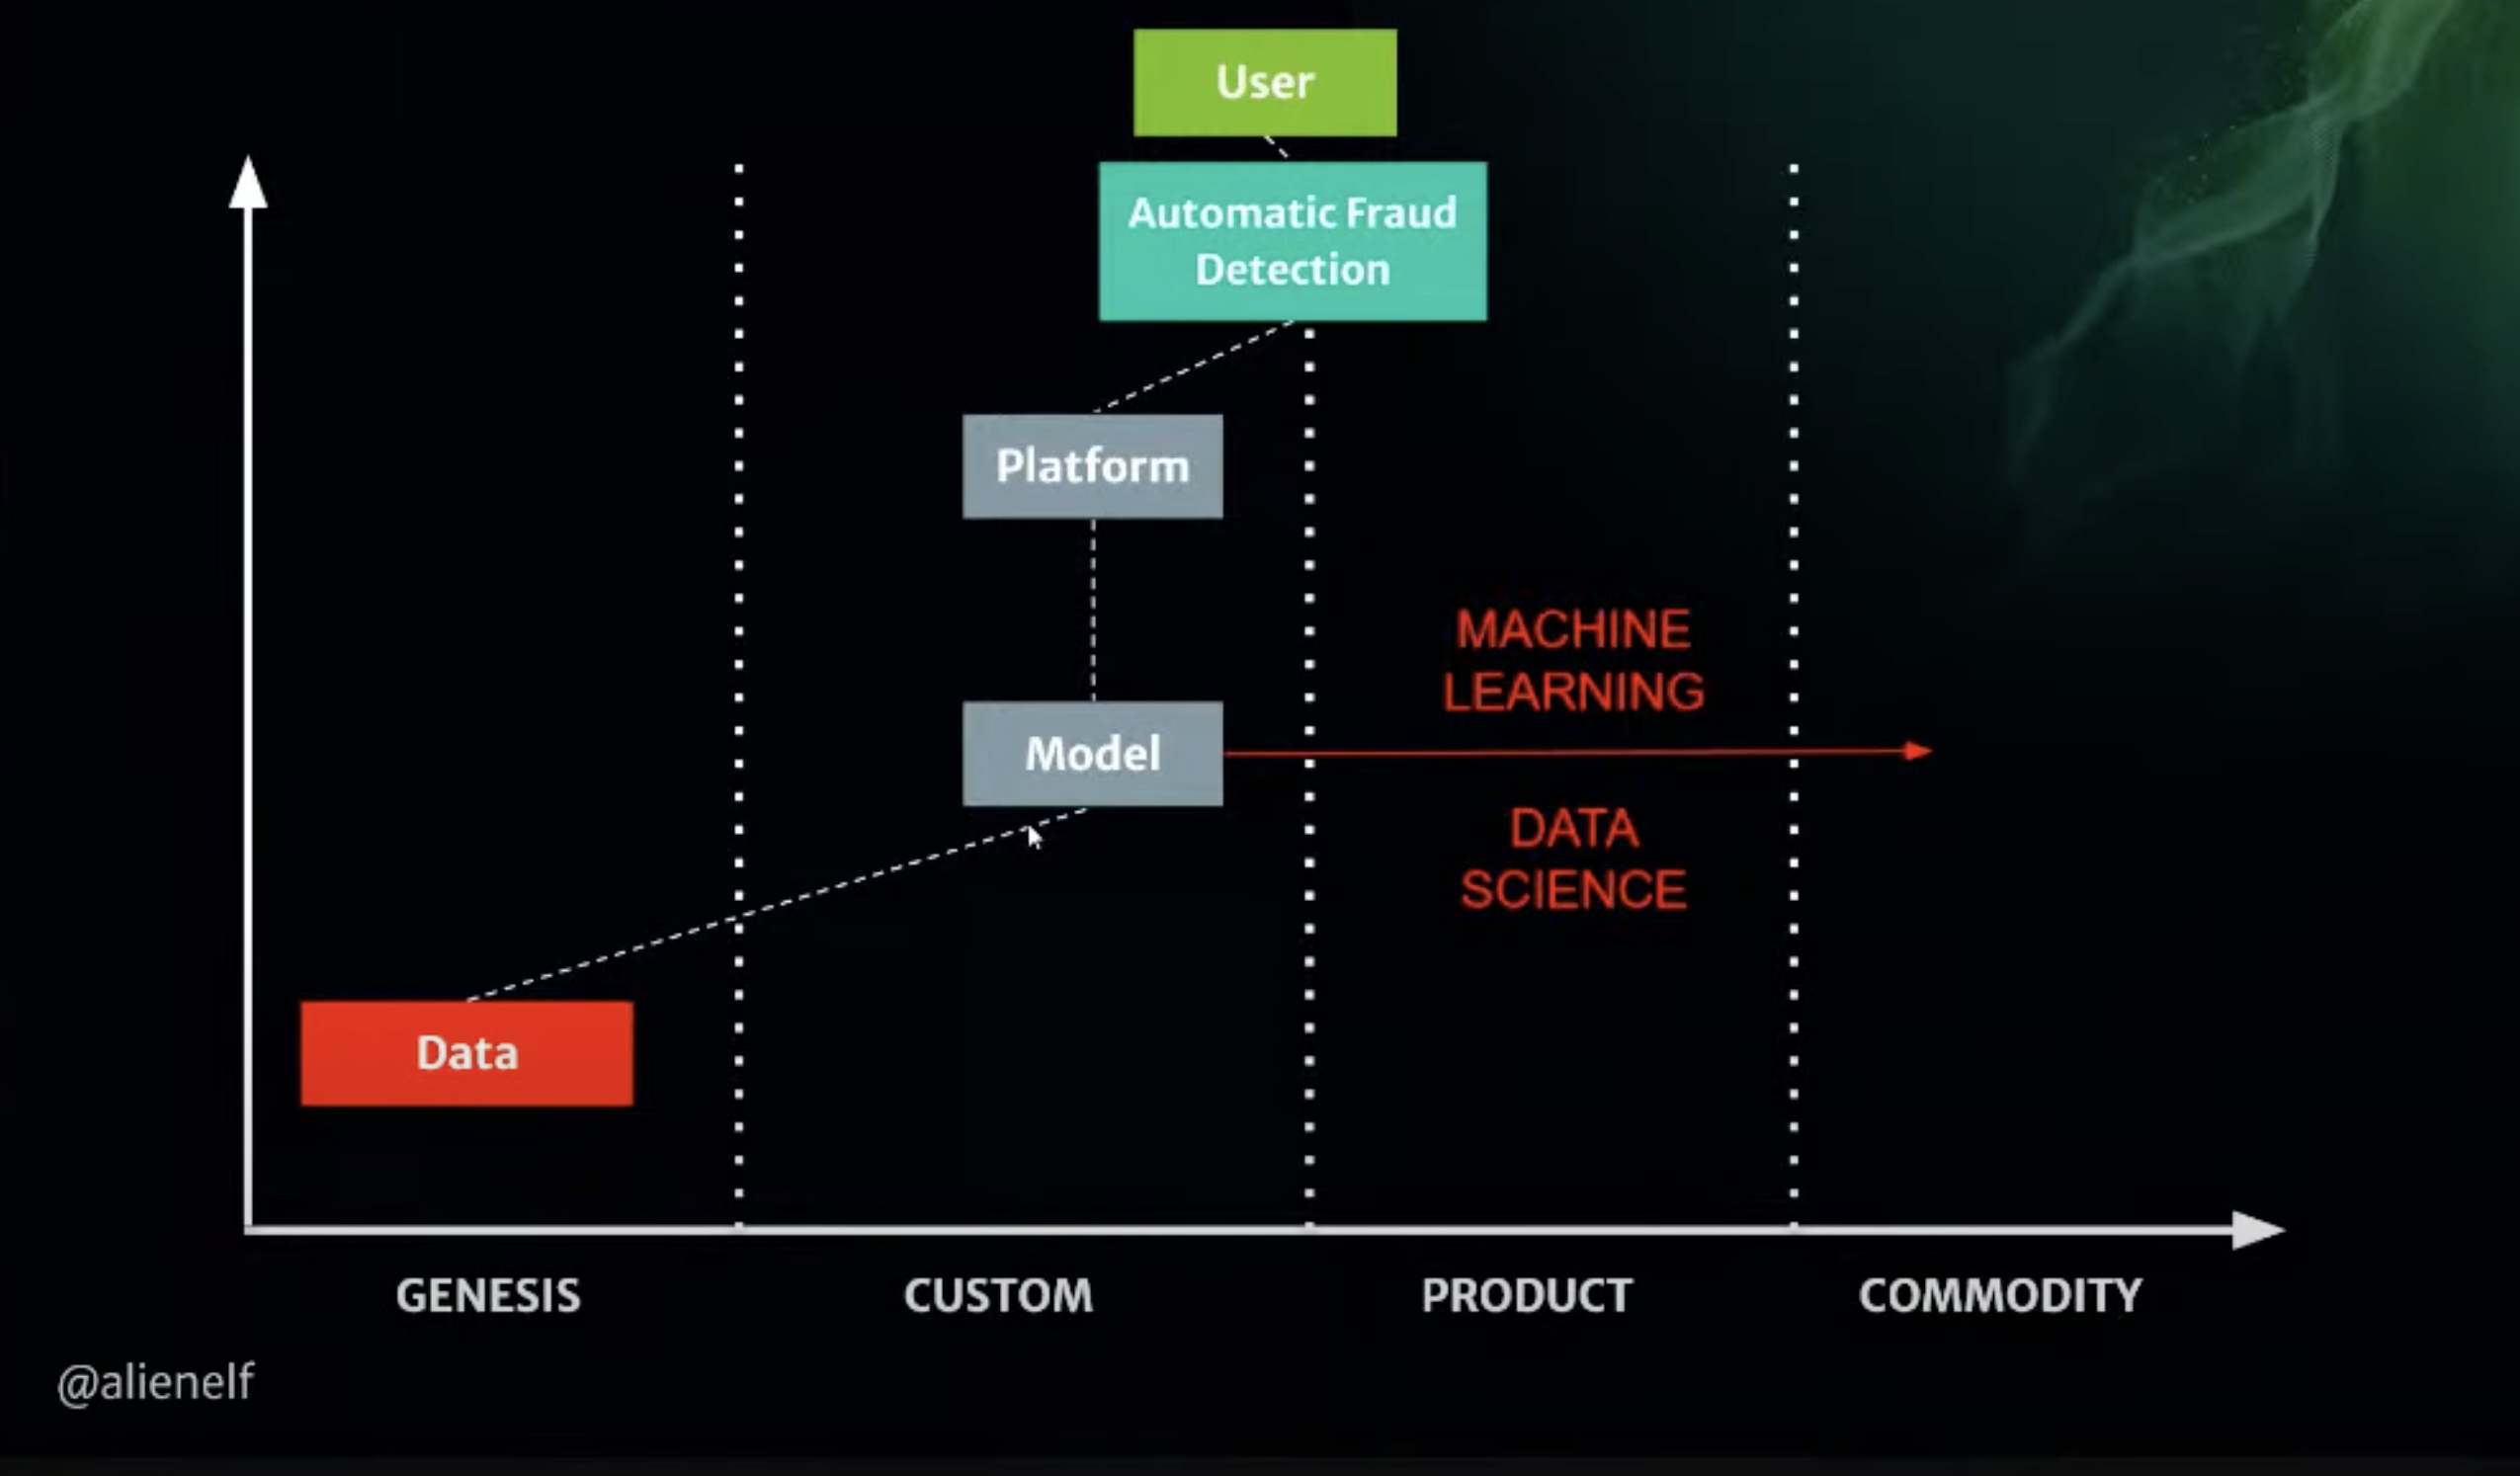 User
Automatic Fraud
Detection
Platform
MACHINE
LEARNING
Model
DATA
SCIENCE
Data
GENESIS
CUSTOM
PRODUCT
COMMODITY
@alienelf